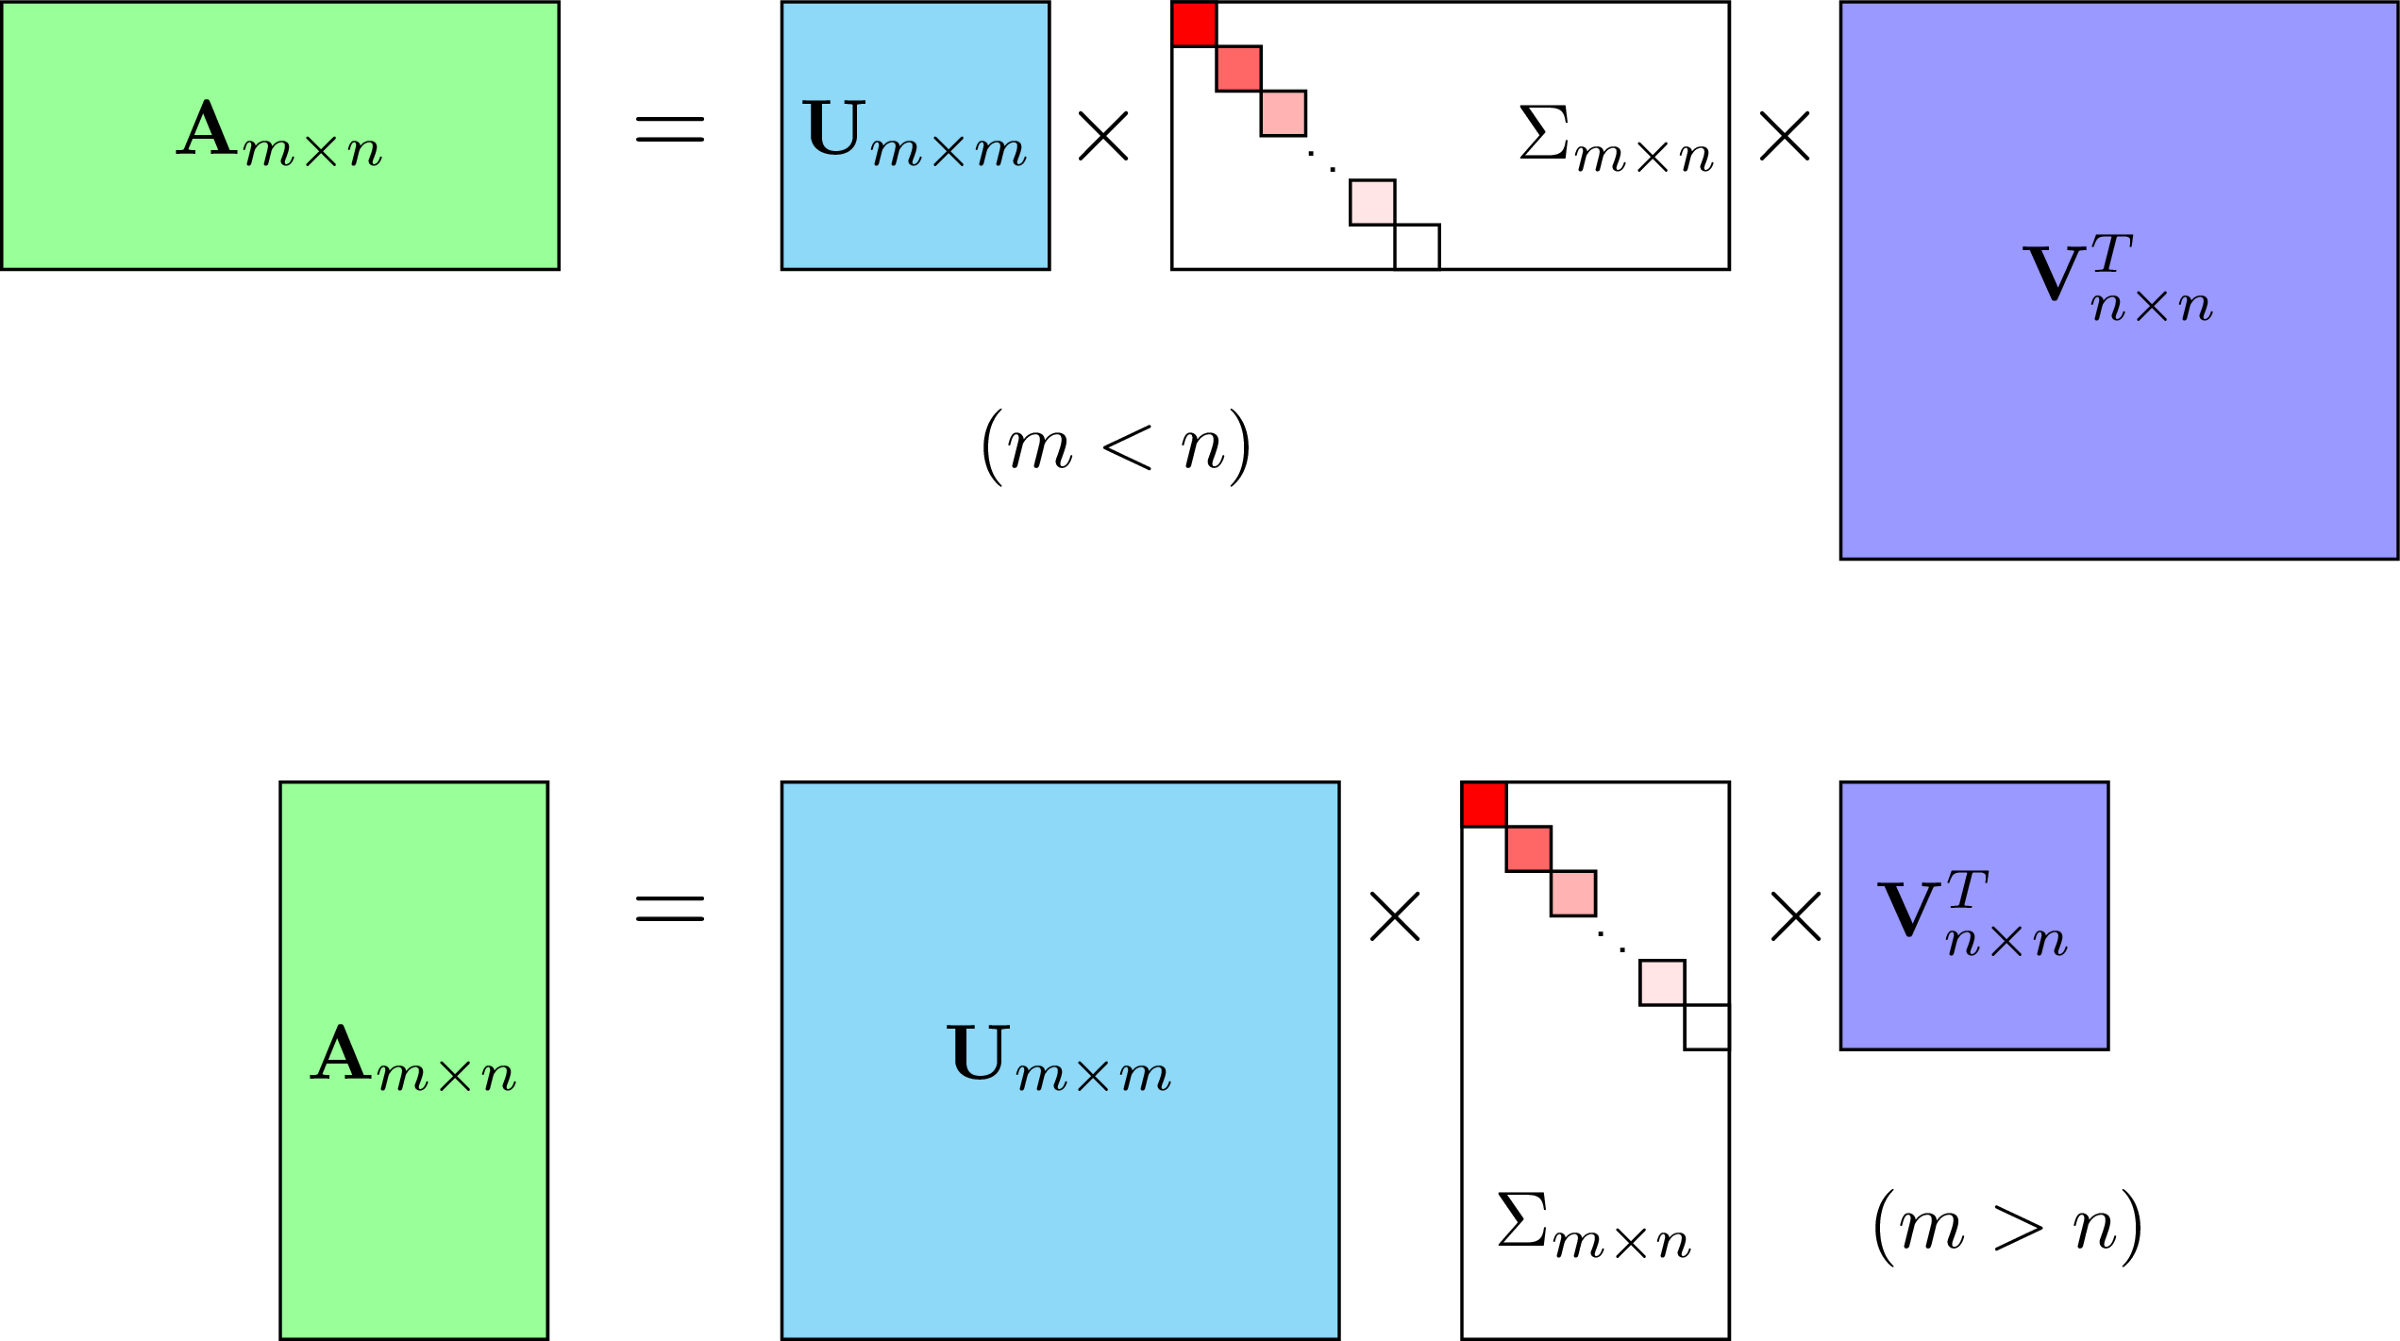 A_{m×n} = U_{m×m} × Σ_{m×n} × V^T_{n×n}
(m < n)
A_{m×n} = U_{m×m} × Σ_{m×n} × V^T_{n×n}
(m > n)